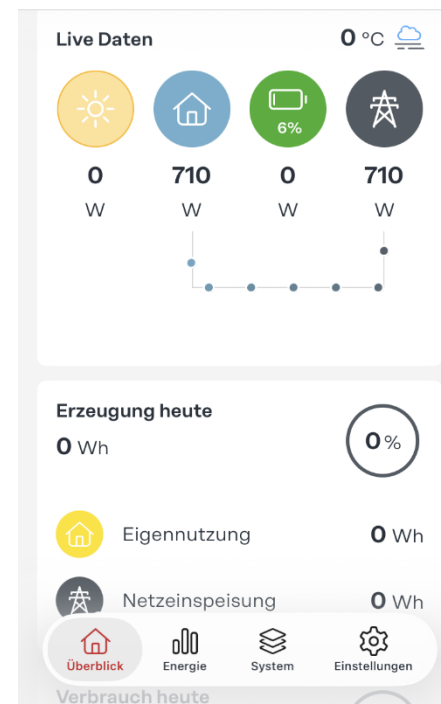 Live Daten 0 °C
6%
0 710 0 710
W W W W
Erzeugung heute
0 Wh 0%
Eigennutzung 0 Wh
Netzeinspeisung 0 Wh
Überblick Energie System Einstellungen
Verbrauch heute